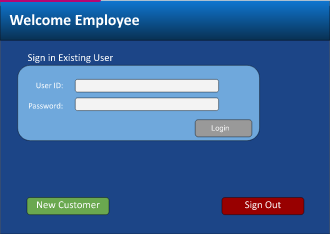 Welcome Employee
Sign in Existing User
User ID:
Password:
Login
New Customer
Sign Out